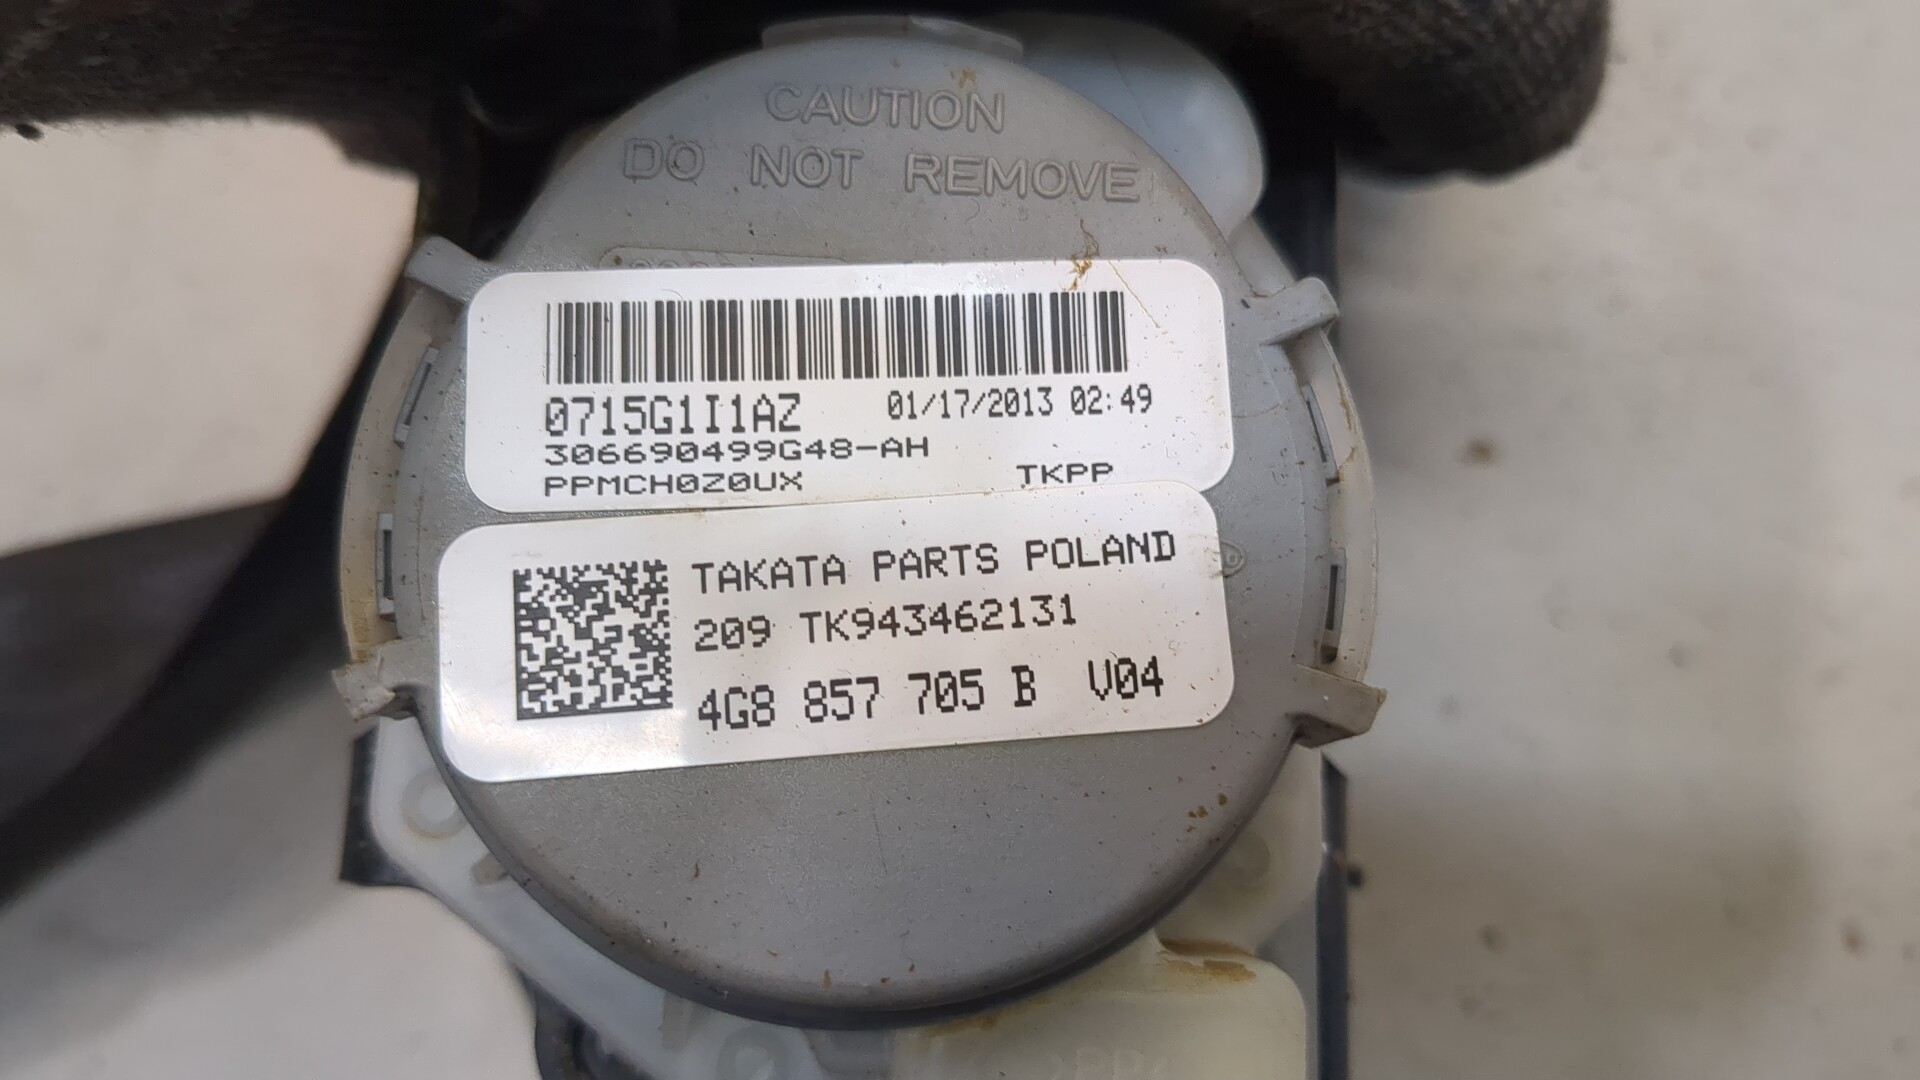 CAUTION
DO NOT REMOVE
0715G1I1AZ 01/17/2013 02:49
306690499G48-AH
PPMCH0Z0UX TKPP
TAKATA PARTS POLAND
209 TK943462131
4G8 857 705 B V04